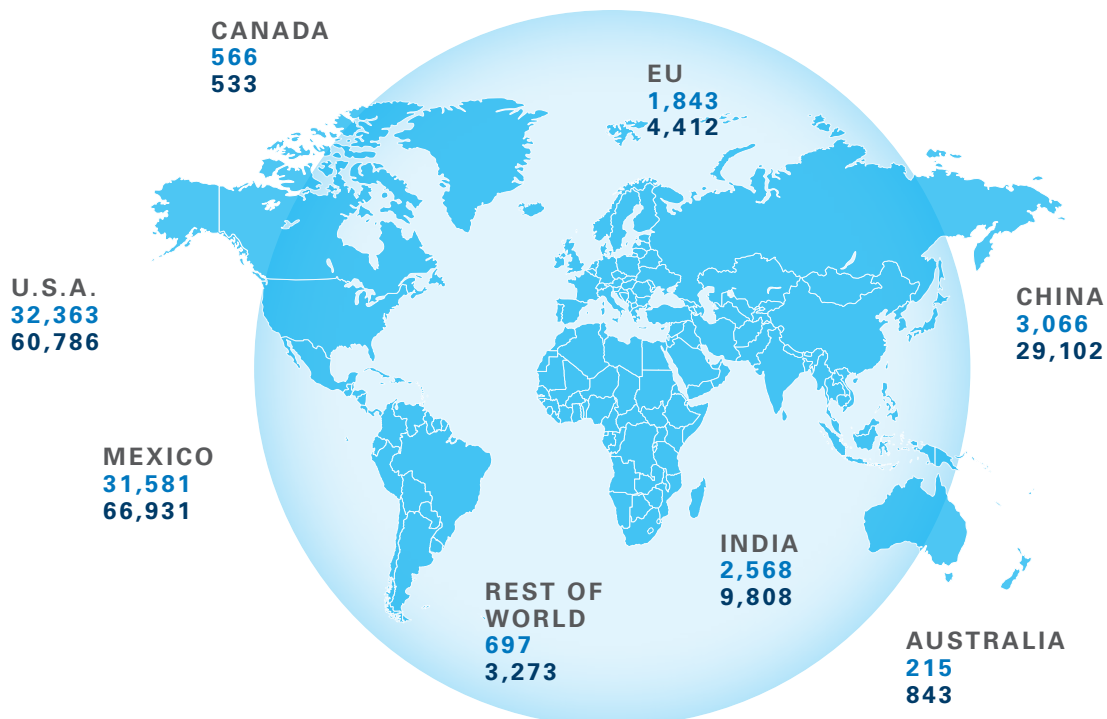 CANADA
566
533
EU
1,843
4,412
U.S.A.
32,363
60,786
CHINA
3,066
29,102
MEXICO
31,581
66,931
INDIA
2,568
9,808
REST OF
WORLD
697
3,273
AUSTRALIA
215
843